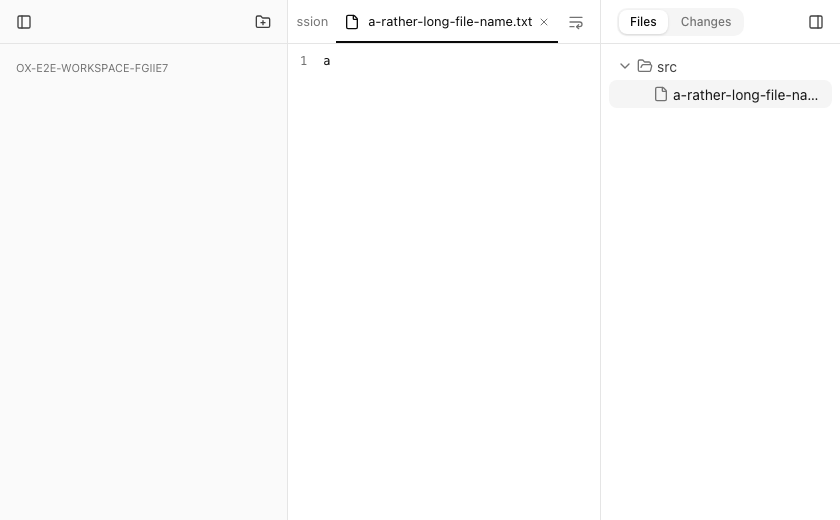 ssion
a-rather-long-file-name.txt
Files
Changes
OX-E2E-WORKSPACE-FGIIE7
1 a
src
a-rather-long-file-na...